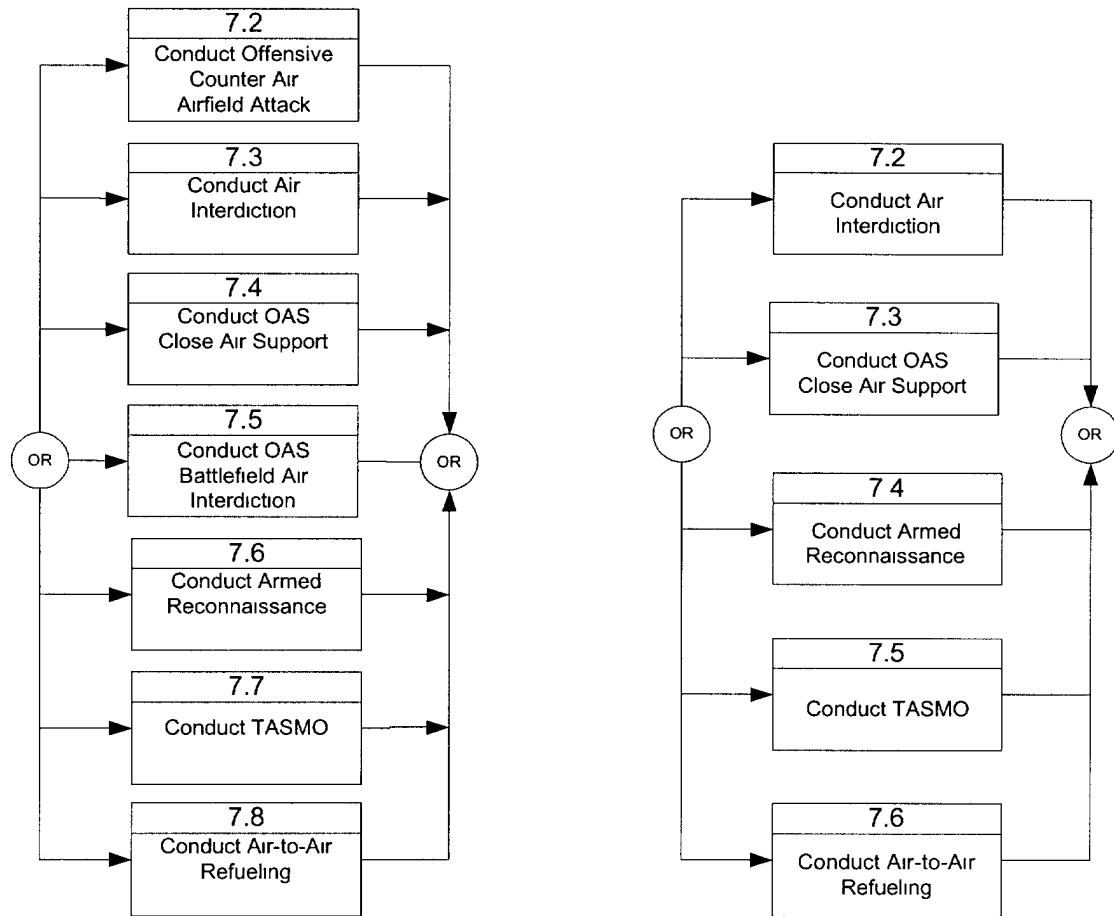 7.2
Conduct Offensive
Counter Air
Airfield Attack
7.3
Conduct Air
Interdiction
7.4
Conduct OAS
Close Air Support
OR
7.5
Conduct OAS
Battlefield Air
Interdiction
OR
7.6
Conduct Armed
Reconnaissance
7.7
Conduct TASMO
7.8
Conduct Air-to-Air
Refueling
7.2
Conduct Air
Interdiction
7.3
Conduct OAS
Close Air Support
OR
OR
7 4
Conduct Armed
Reconnaissance
7.5
Conduct TASMO
7.6
Conduct Air-to-Air
Refueling